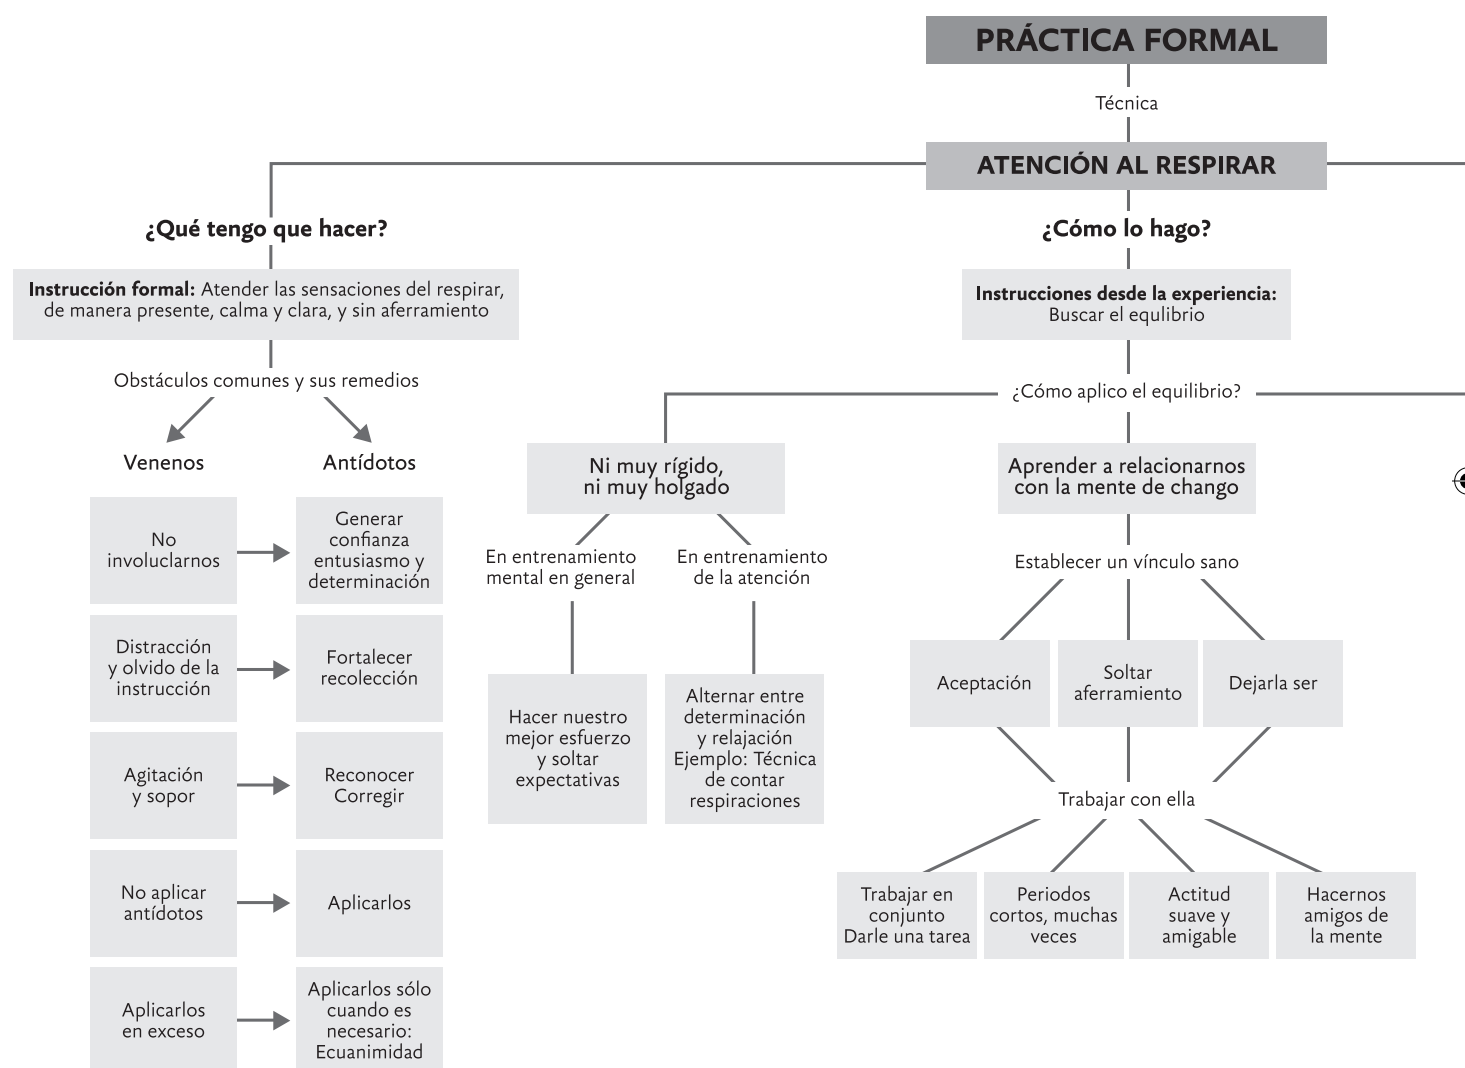 PRÁCTICA FORMAL
Técnica
ATENCIÓN AL RESPIRAR
¿Qué tengo que hacer?
Instrucción formal: Atender las sensaciones del respirar,
de manera presente, calma y clara, y sin aferramiento
Obstáculos comunes y sus remedios
Venenos
Antídotos
No
involuclarnos
Generar
confianza
entusiasmo y
determinación
Distracción
y olvido de la
instrucción
Fortalecer
recolección
Agitación
y sopor
Reconocer
Corregir
No aplicar
antídotos
Aplicarlos
Aplicarlos
en exceso
Aplicarlos sólo
cuando es
necesario:
Ecuanimidad
¿Cómo lo hago?
Instrucciones desde la experiencia:
Buscar el equlibrio
¿Cómo aplico el equilibrio?
Ni muy rígido,
ni muy holgado
En entrenamiento
mental en general
En entrenamiento
de la atención
Hacer nuestro
mejor esfuerzo
y soltar
expectativas
Alternar entre
determinación
y relajación
Ejemplo: Técnica
de contar
respiraciones
Aprender a relacionarnos
con la mente de chango
Establecer un vínculo sano
Aceptación
Soltar
aferramiento
Dejarla ser
Trabajar con ella
Trabajar en
conjunto
Darle una tarea
Periodos
cortos, muchas
veces
Actitud
suave y
amigable
Hacernos
amigos de
la mente